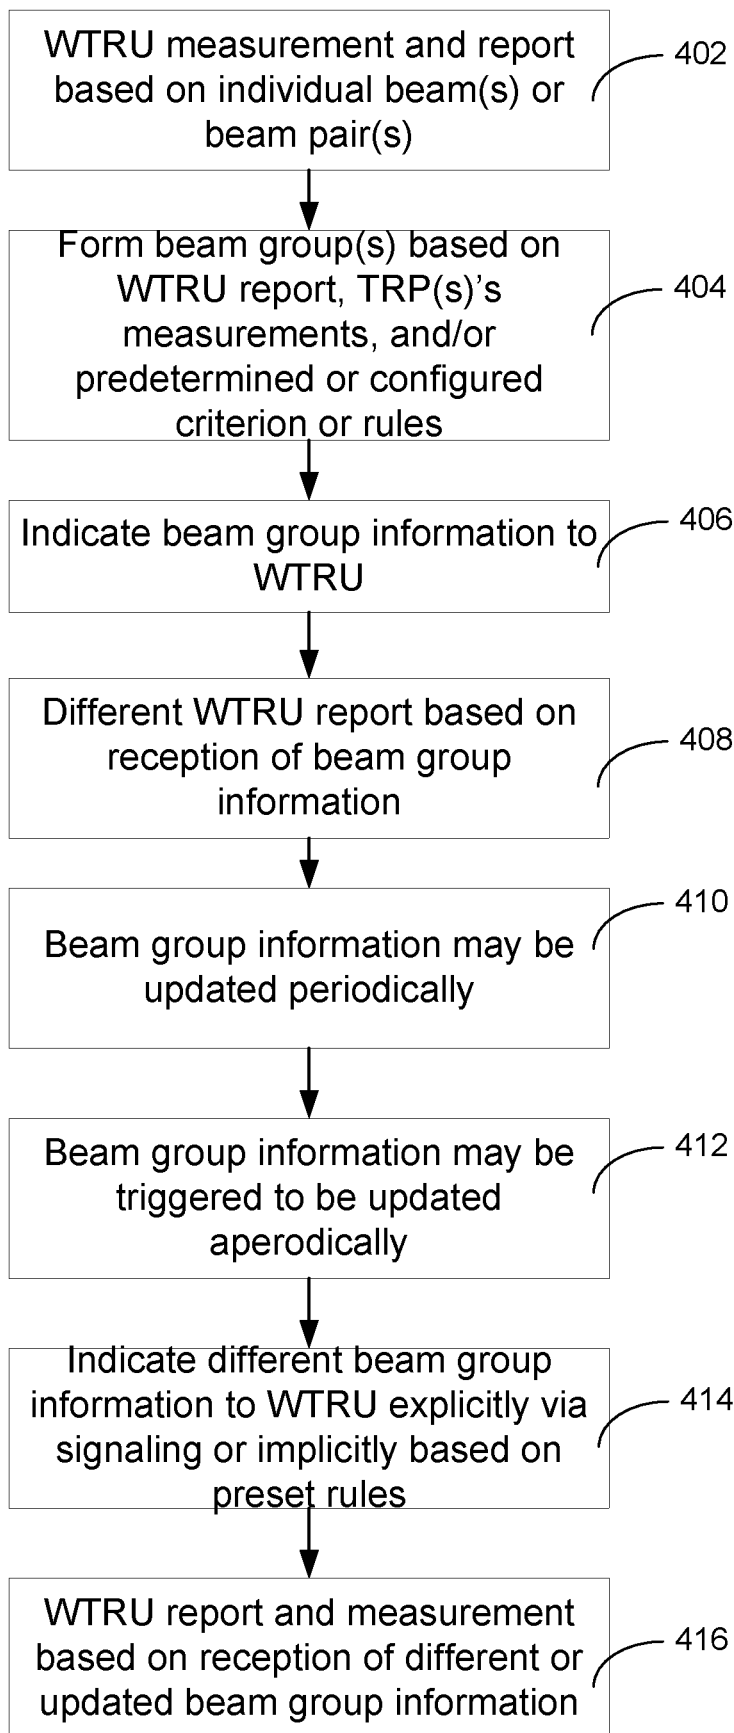 WTRU measurement and report
based on individual beam(s) or
beam pair(s)
402
Form beam group(s) based on
WTRU report, TRP(s)'s
measurements, and/or
predetermined or configured
criterion or rules
404
Indicate beam group information to
WTRU
406
Different WTRU report based on
reception of beam group
information
408
Beam group information may be
updated periodically
410
Beam group information may be
triggered to be updated
aperodically
412
Indicate different beam group
information to WTRU explicitly via
signaling or implicitly based on
preset rules
414
WTRU report and measurement
based on reception of different or
updated beam group information
416